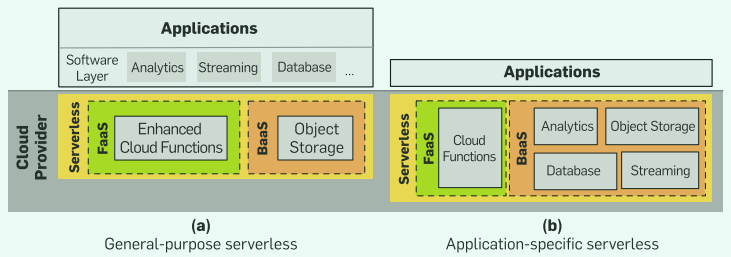 Applications
Software
Layer
Analytics
Streaming
Database
...
Cloud
Provider
Serverless
FaaS
Enhanced
Cloud Functions
BaaS
Object
Storage
(a)
General-purpose serverless
Applications
Serverless
FaaS
Cloud
Functions
BaaS
Analytics
Object Storage
Database
Streaming
(b)
Application-specific serverless